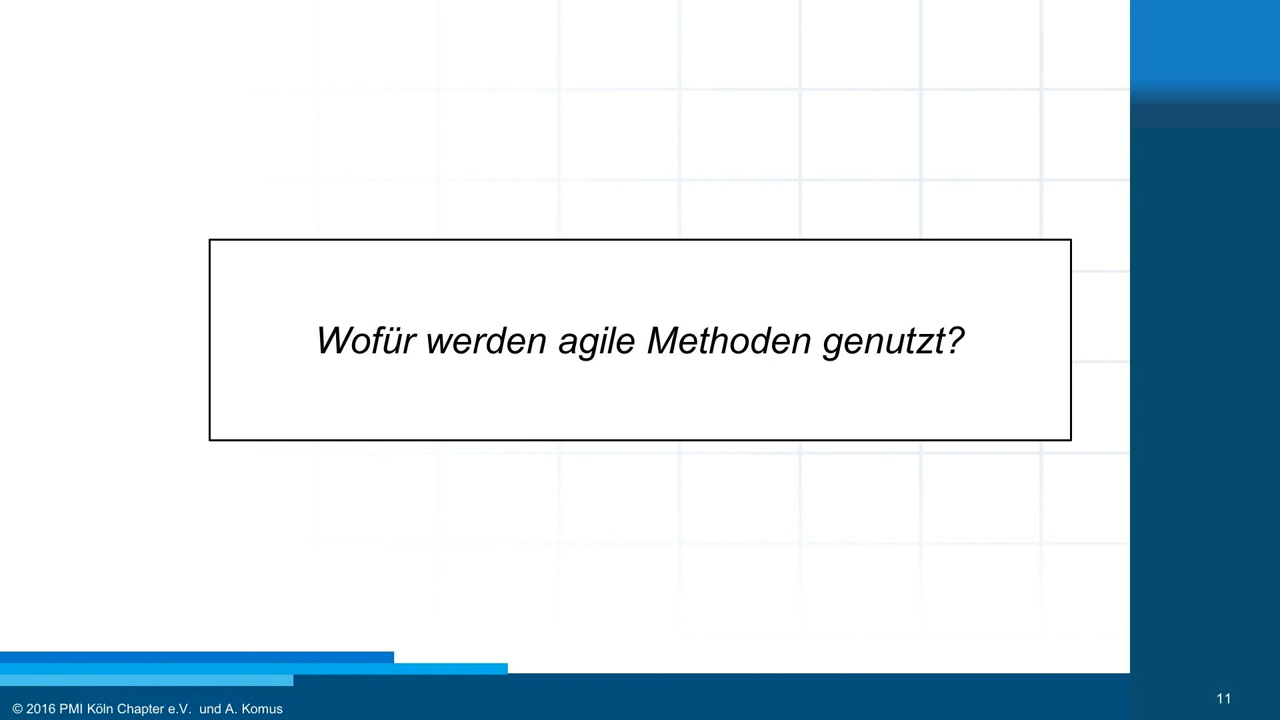 Wofür werden agile Methoden genutzt?
© 2016 PMI Köln Chapter e.V. und A. Komus
11